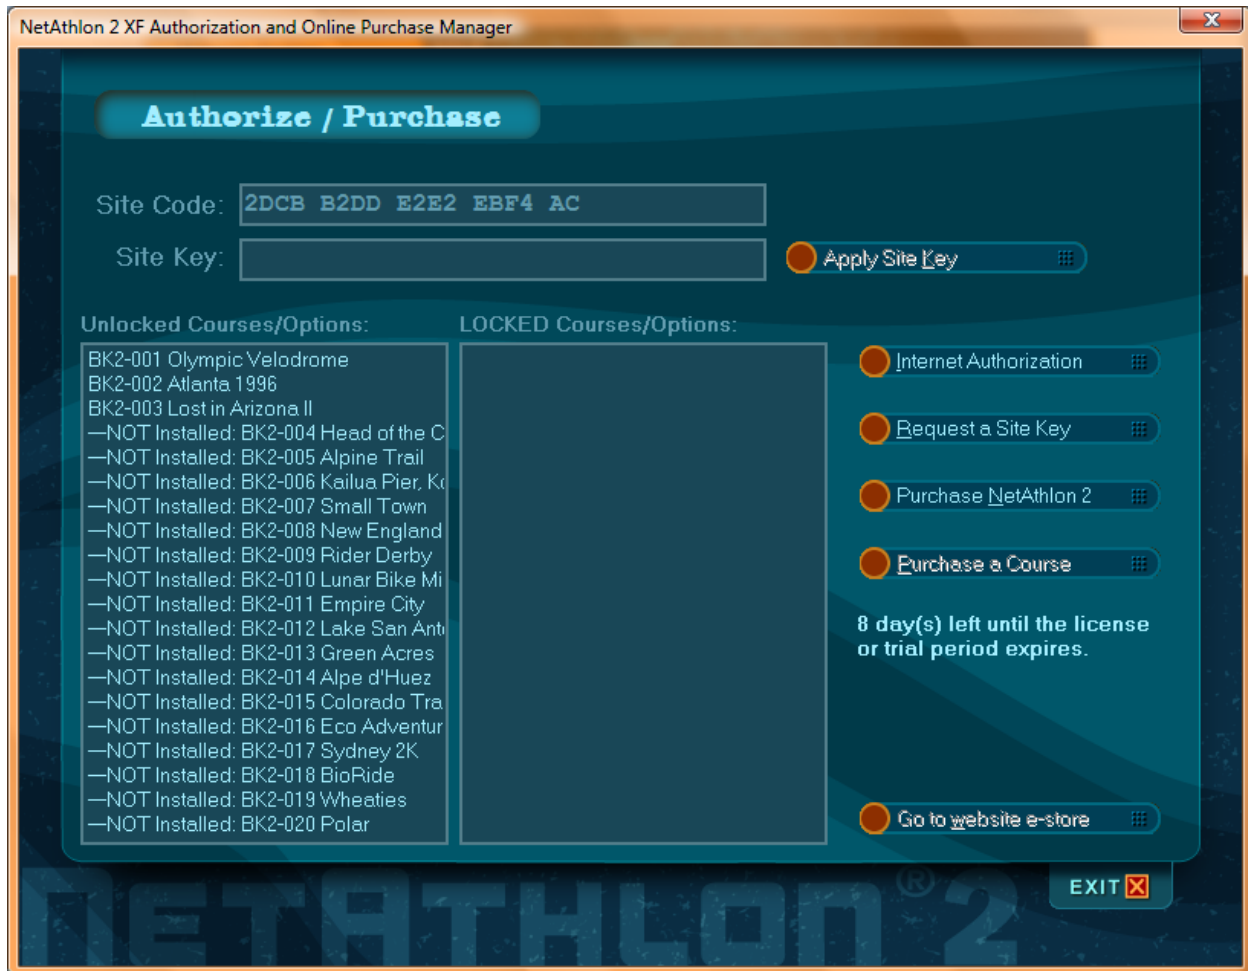 NetAthlon 2 XF Authorization and Online Purchase Manager
Authorize / Purchase
Site Code: 2DCB B2DD E2E2 EBF4 AC
Site Key:
Apply Site Key
Unlocked Courses/Options:
LOCKED Courses/Options:
BK2-001 Olympic Velodrome
BK2-002 Atlanta 1996
BK2-003 Lost in Arizona II
—NOT Installed: BK2-004 Head of the C
—NOT Installed: BK2-005 Alpine Trail
—NOT Installed: BK2-006 Kailua Pier, Ko
—NOT Installed: BK2-007 Small Town
—NOT Installed: BK2-008 New England
—NOT Installed: BK2-009 Rider Derby
—NOT Installed: BK2-010 Lunar Bike Mi
—NOT Installed: BK2-011 Empire City
—NOT Installed: BK2-012 Lake San Anto
—NOT Installed: BK2-013 Green Acres
—NOT Installed: BK2-014 Alpe d'Huez
—NOT Installed: BK2-015 Colorado Tra
—NOT Installed: BK2-016 Eco Adventur
—NOT Installed: BK2-017 Sydney 2K
—NOT Installed: BK2-018 BioRide
—NOT Installed: BK2-019 Wheaties
—NOT Installed: BK2-020 Polar
Internet Authorization
Request a Site Key
Purchase NetAthlon 2
Purchase a Course
8 day(s) left until the license
or trial period expires.
Go to website e-store
EXIT
NETATHLON® 2